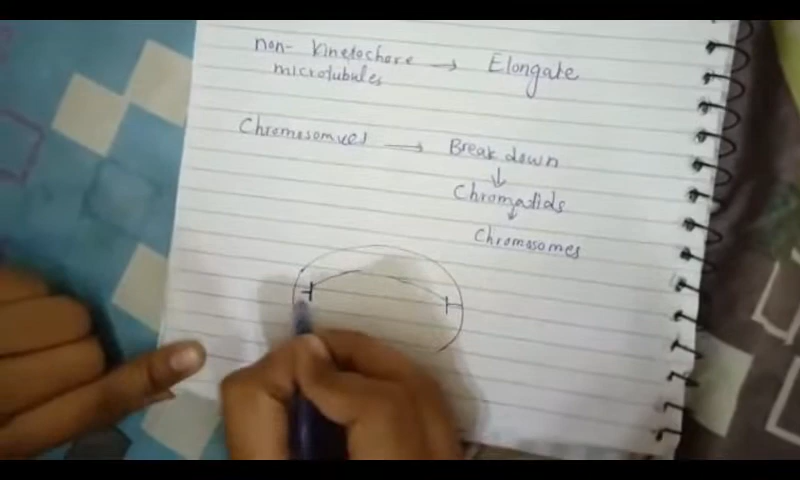 non- kinetochore → Elongate
microtubules
Chromosomes → Break down
↓
Chromatids
↓
Chromosomes